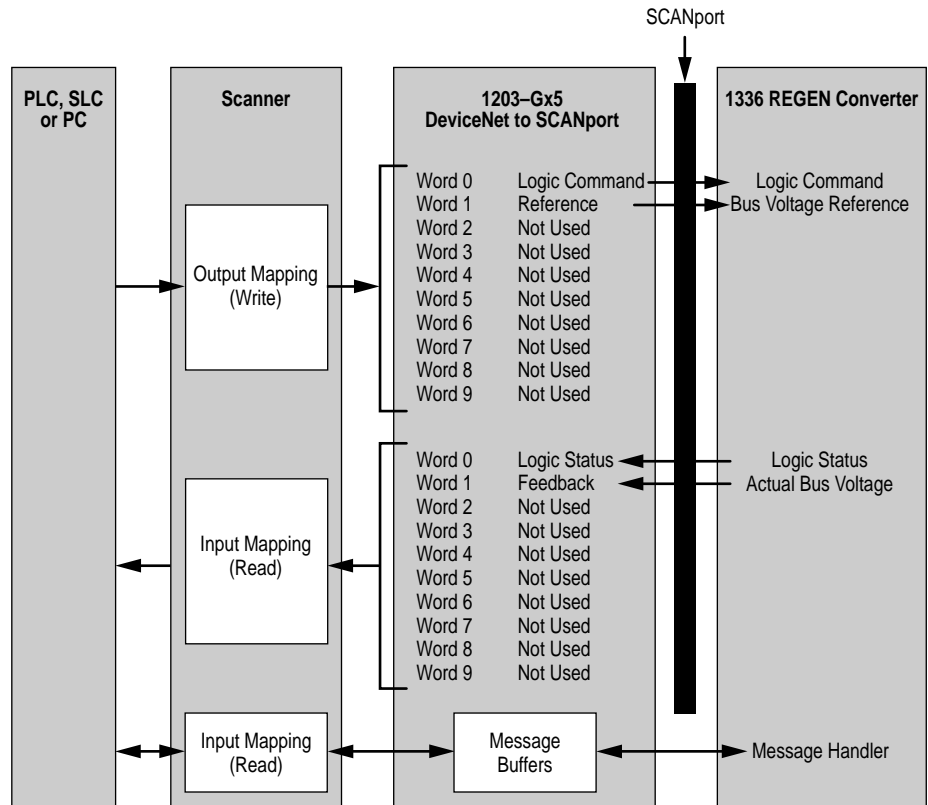 SCANport
PLC, SLC
or PC
Scanner
1203–Gx5
DeviceNet to SCANport
1336 REGEN Converter
Output Mapping
(Write)
Word 0 Logic Command Logic Command
Word 1 Reference Bus Voltage Reference
Word 2 Not Used
Word 3 Not Used
Word 4 Not Used
Word 5 Not Used
Word 6 Not Used
Word 7 Not Used
Word 8 Not Used
Word 9 Not Used
Input Mapping
(Read)
Word 0 Logic Status Logic Status
Word 1 Feedback Actual Bus Voltage
Word 2 Not Used
Word 3 Not Used
Word 4 Not Used
Word 5 Not Used
Word 6 Not Used
Word 7 Not Used
Word 8 Not Used
Word 9 Not Used
Input Mapping
(Read)
Message
Buffers
Message Handler